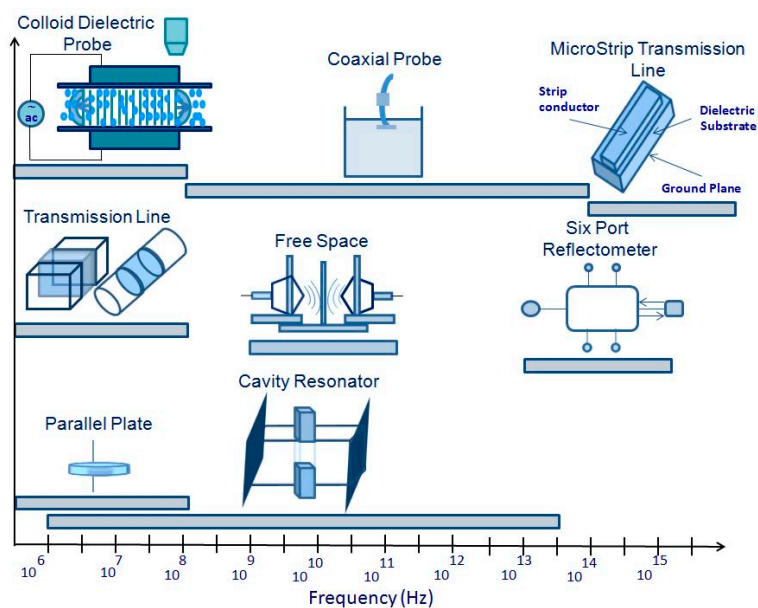 Colloid Dielectric
Probe
~
ac
Coaxial Probe
MicroStrip Transmission
Line
Strip
conductor
Dielectric
Substrate
Ground Plane
Transmission Line
Free Space
Six Port
Reflectometer
Cavity Resonator
Parallel Plate
10 6 10 7 10 8 10 9 10 10 10 11 10 12 10 13 10 14 10 15
Frequency (Hz)